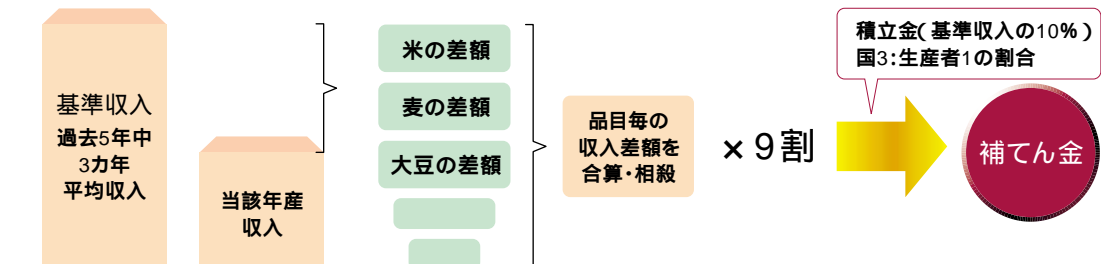 基準収入
過去5年中
3カ年
平均収入
当該年産
収入
米の差額
麦の差額
大豆の差額
品目毎の
収入差額を
合算・相殺
×9割
積立金(基準収入の10%)
国3:生産者1の割合
補てん金